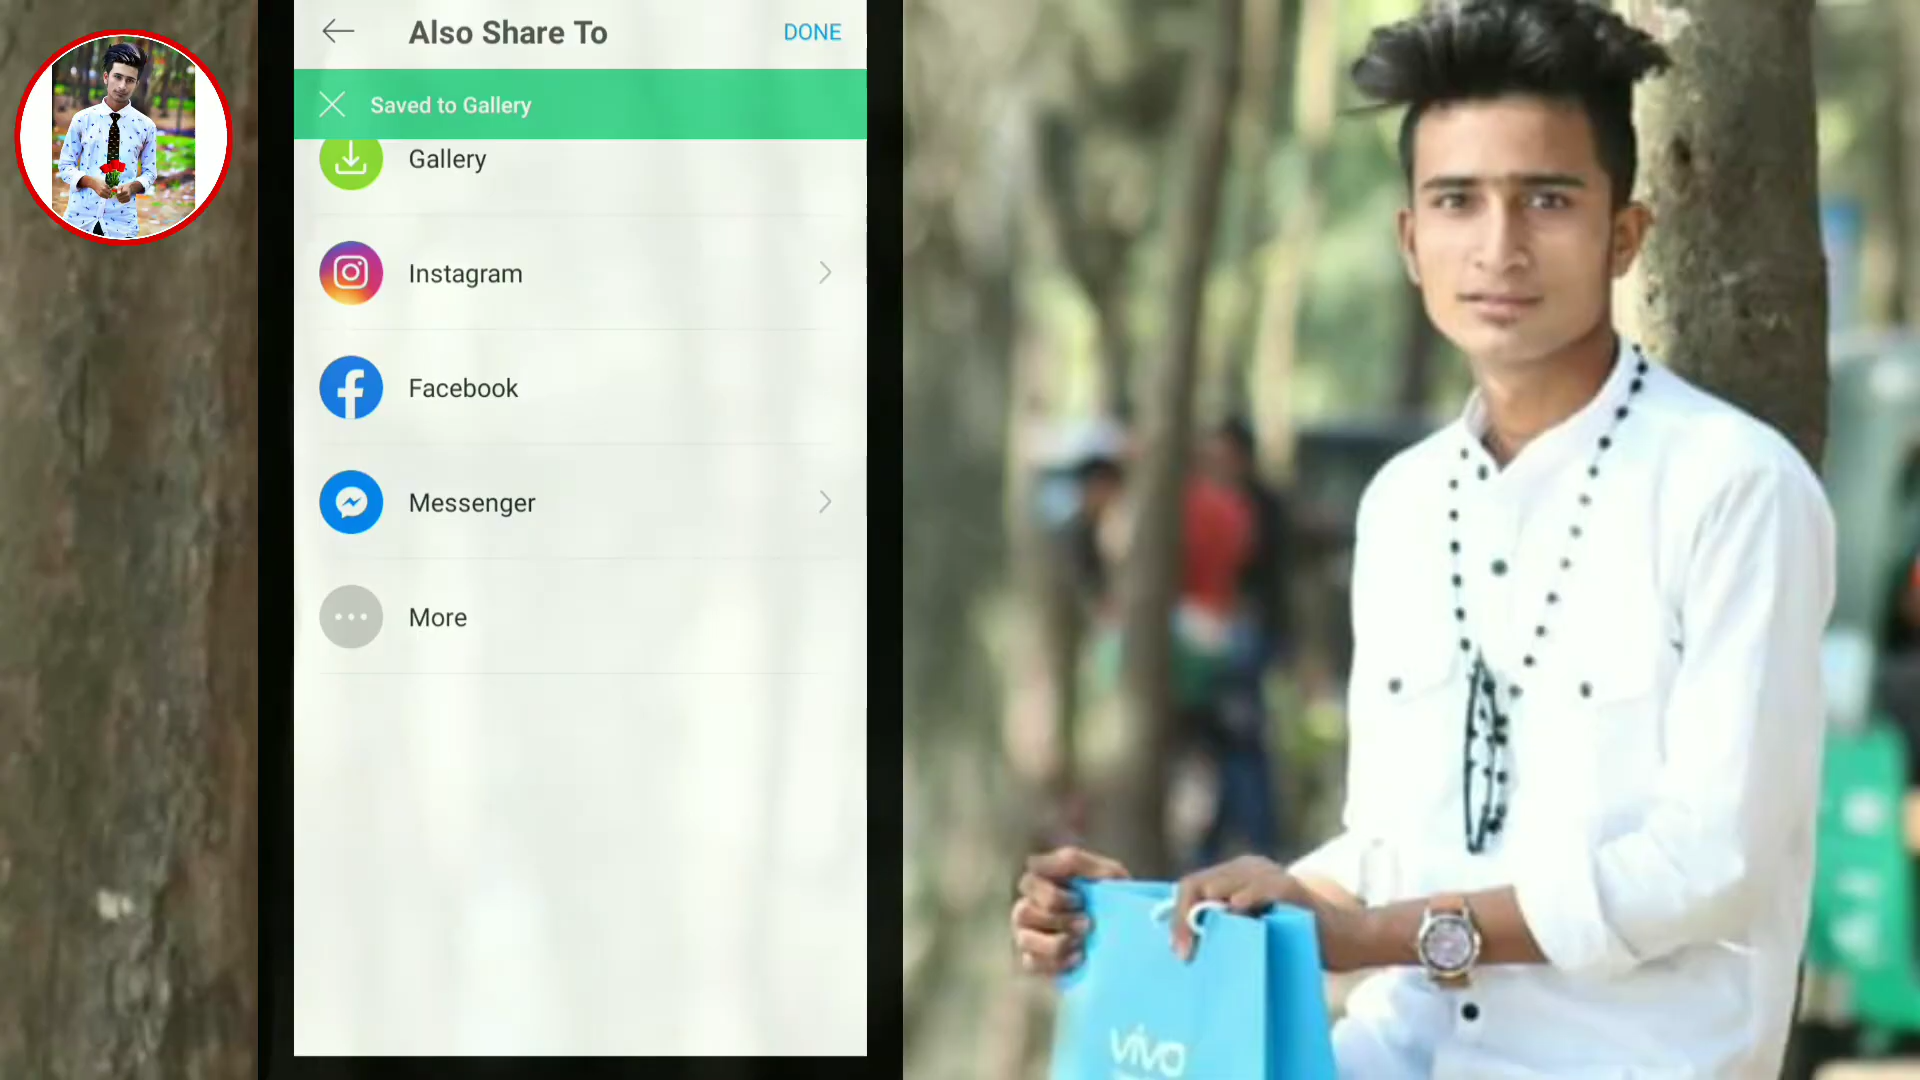 Also Share To
DONE
Saved to Gallery
Gallery
Instagram
Facebook
Messenger
More
vivo